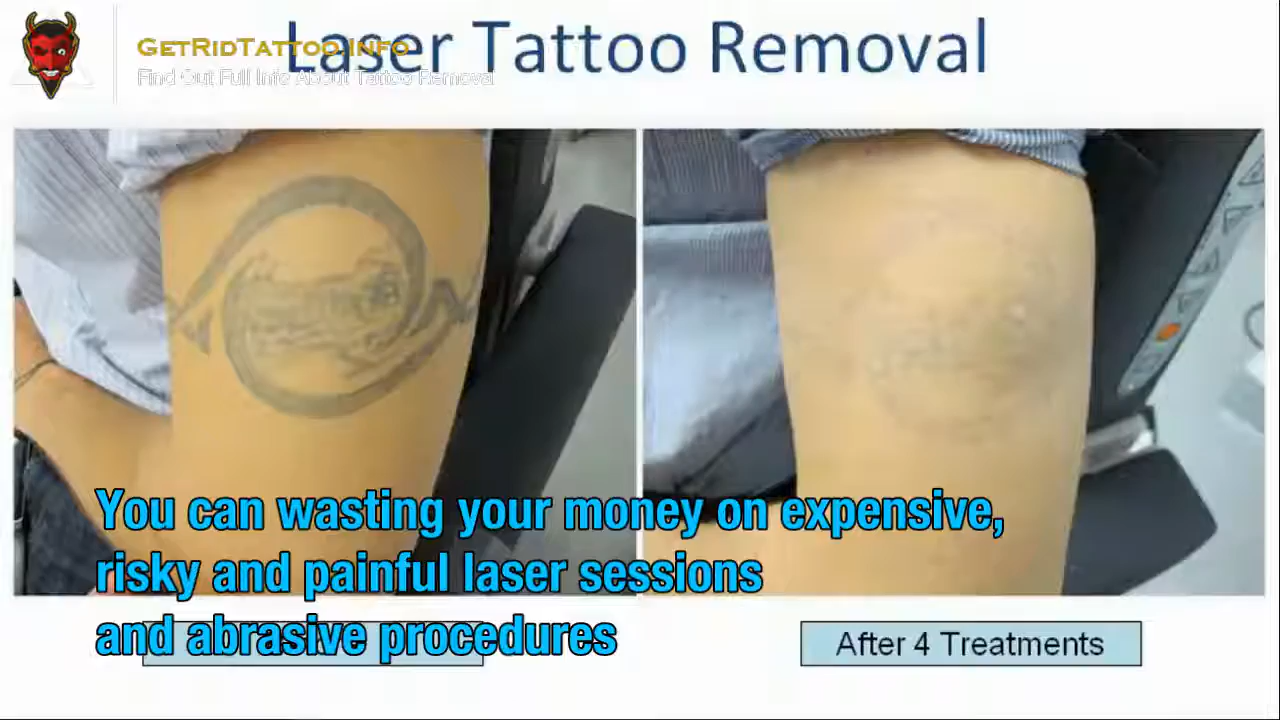 Laser Tattoo Removal
GetRidTattoo.Info
Find Out Full Info About Tattoo Removal
You can wasting your money on expensive,
risky and painful laser sessions
and abrasive procedures
After 4 Treatments